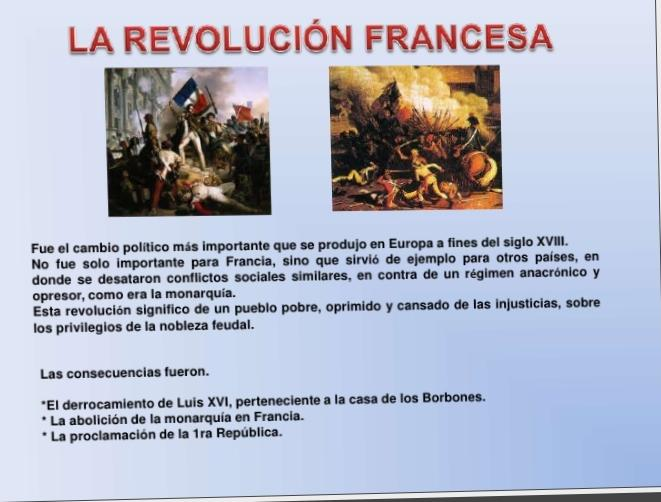 LA REVOLUCIÓN FRANCESA
Fue el cambio político más importante que se produjo en Europa a fines del siglo XVIII.
No fue solo importante para Francia, sino que sirvió de ejemplo para otros países, en
donde se desataron conflictos sociales similares, en contra de un régimen anacrónico y
opresor, como era la monarquía.
Esta revolución significo de un pueblo pobre, oprimido y cansado de las injusticias, sobre
los privilegios de la nobleza feudal.
Las consecuencias fueron.
*El derrocamiento de Luis XVI, perteneciente a la casa de los Borbones.
* La abolición de la monarquía en Francia.
* La proclamación de la 1ra República.